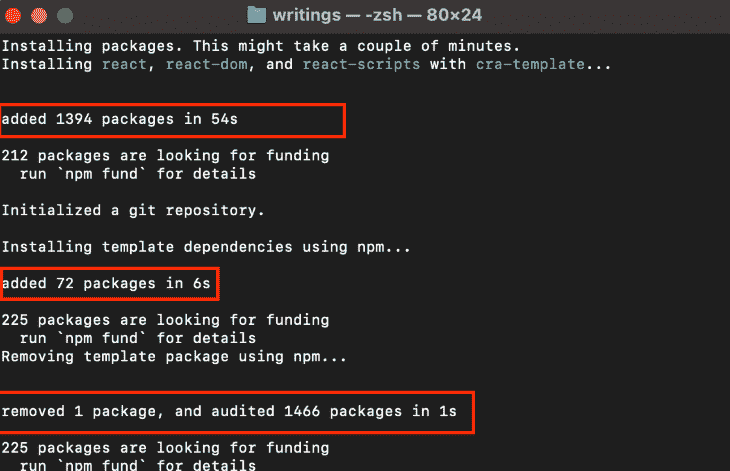 writings — -zsh — 80×24
Installing packages. This might take a couple of minutes.
Installing react, react-dom, and react-scripts with cra-template...
added 1394 packages in 54s
212 packages are looking for funding
  run `npm fund` for details
Initialized a git repository.
Installing template dependencies using npm...
added 72 packages in 6s
225 packages are looking for funding
  run `npm fund` for details
Removing template package using npm...
removed 1 package, and audited 1466 packages in 1s
225 packages are looking for funding
  run `npm fund` for details